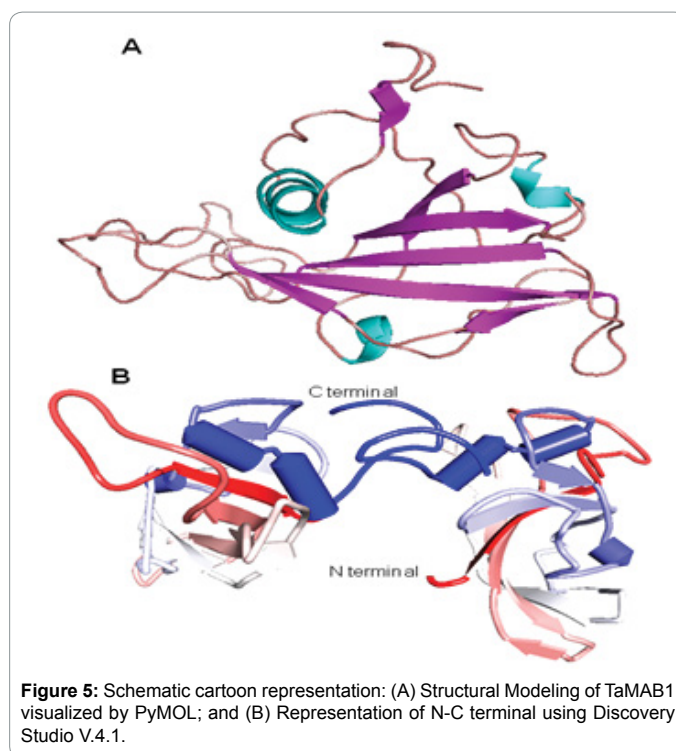 A
B
C terminal
N terminal
Figure 5: Schematic cartoon representation: (A) Structural Modeling of TaMAB1
visualized by PyMOL; and (B) Representation of N-C terminal using Discovery
Studio V.4.1.